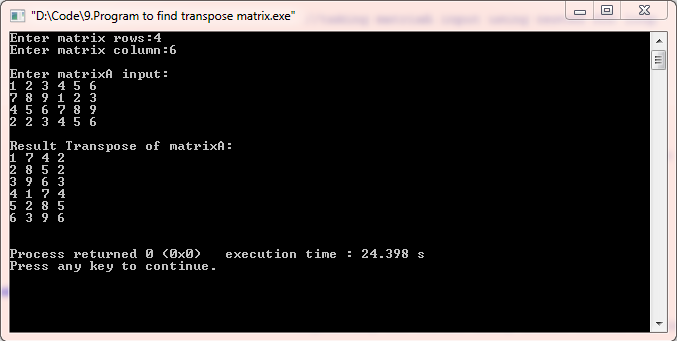 "D:\Code\9.Program to find transpose matrix.exe"
Enter matrix rows:4
Enter matrix column:6
Enter matrixA input:
1 2 3 4 5 6
7 8 9 1 2 3
4 5 6 7 8 9
2 2 3 4 5 6
Result Transpose of matrixA:
1 7 4 2
2 8 5 2
3 9 6 3
4 1 7 4
5 2 8 5
6 3 9 6
Process returned 0 (0x0)   execution time : 24.398 s
Press any key to continue.